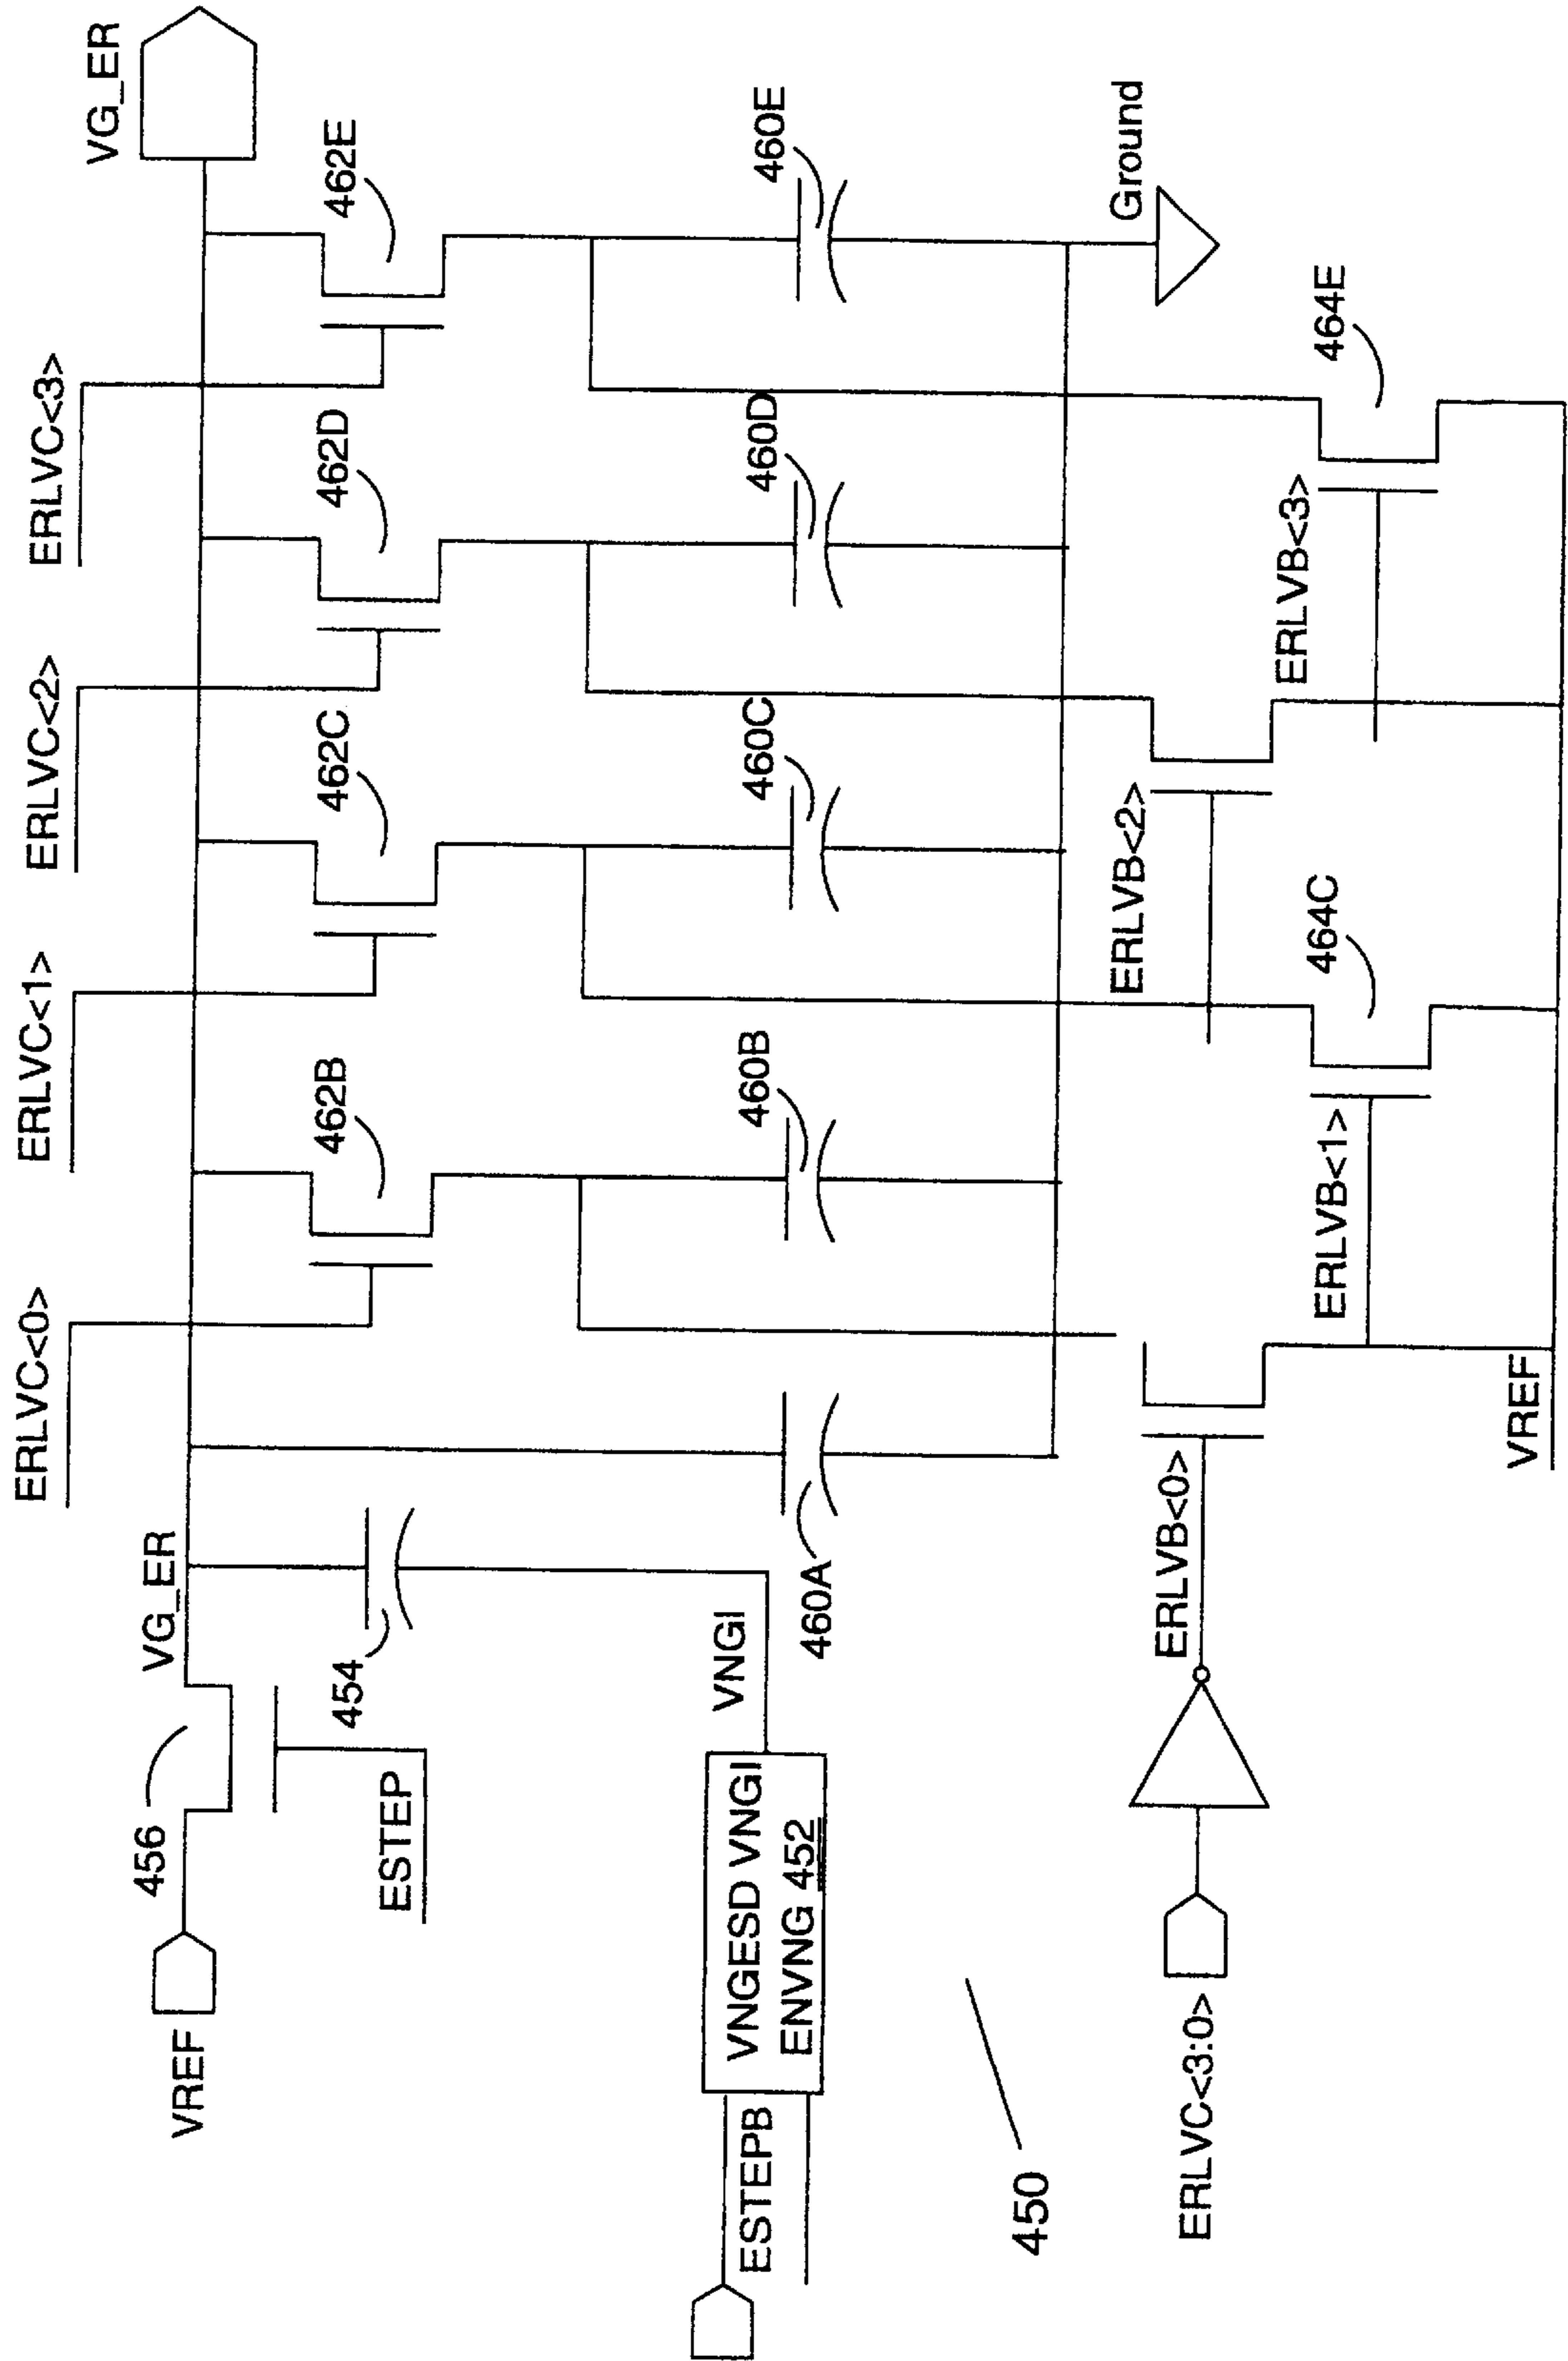 VG_ER
462E
460E
Ground
464E
ERLVC<3>
462D
460D
ERLVB<3>
ERLVC<2>
462C
460C
ERLVB<2>
464C
ERLVC<1>
462B
460B
ERLVB<1>
ERLVC<0>
VREF
VG_ER
454
460A
ERLVB<0>
VNGI
456
ESTEP
VNGESD VNGI
ENVNG 452
VREF
ESTEPB
450
ERLVC<3:0>